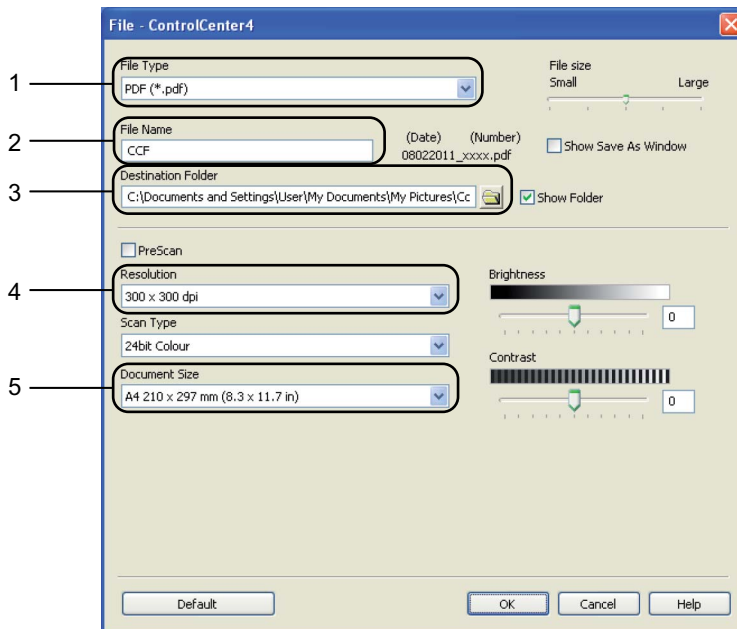 File - ControlCenter4
1
File Type
PDF (*.pdf)
File size
Small Large
2
File Name
CCF
(Date) (Number)
08022011_xxxx.pdf
Show Save As Window
3
Destination Folder
C:\Documents and Settings\User\My Documents\My Pictures\Cc
Show Folder
PreScan
4
Resolution
300 x 300 dpi
Brightness
0
Scan Type
24bit Colour
Contrast
0
5
Document Size
A4 210 x 297 mm (8.3 x 11.7 in)
Default OK Cancel Help